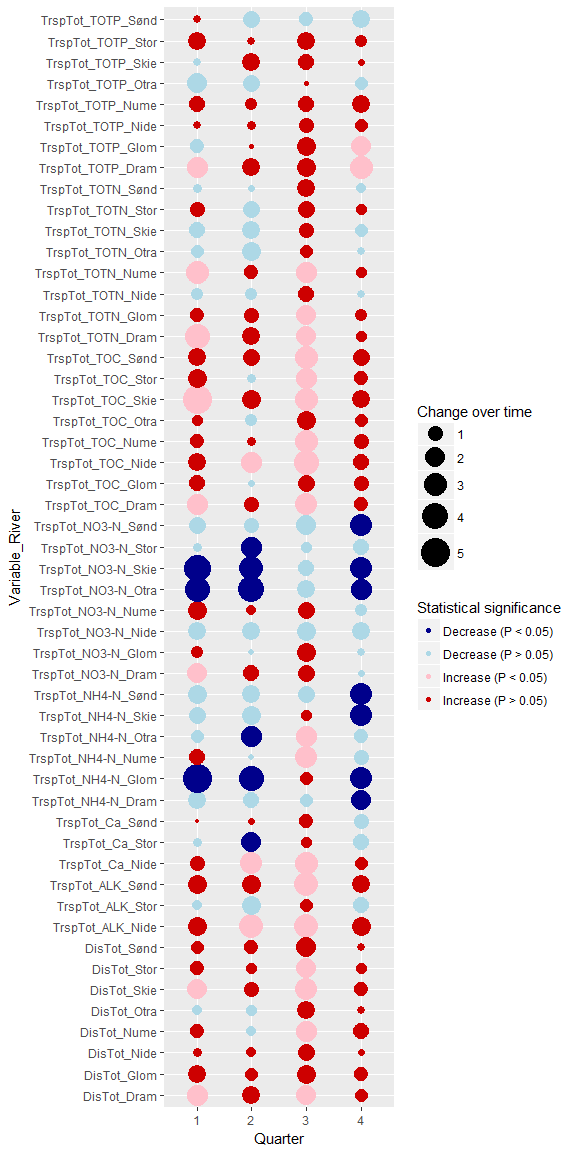 TrspTot_TOTP_Sønd
TrspTot_TOTP_Stor
TrspTot_TOTP_Skie
TrspTot_TOTP_Otra
TrspTot_TOTP_Nume
TrspTot_TOTP_Nide
TrspTot_TOTP_Glom
TrspTot_TOTP_Dram
TrspTot_TOTN_Sønd
TrspTot_TOTN_Stor
TrspTot_TOTN_Skie
TrspTot_TOTN_Otra
TrspTot_TOTN_Nume
TrspTot_TOTN_Nide
TrspTot_TOTN_Glom
TrspTot_TOTN_Dram
TrspTot_TOC_Sønd
TrspTot_TOC_Stor
TrspTot_TOC_Skie
TrspTot_TOC_Otra
TrspTot_TOC_Nume
TrspTot_TOC_Nide
TrspTot_TOC_Glom
TrspTot_TOC_Dram
TrspTot_NO3-N_Sønd
TrspTot_NO3-N_Stor
TrspTot_NO3-N_Skie
TrspTot_NO3-N_Otra
TrspTot_NO3-N_Nume
TrspTot_NO3-N_Nide
TrspTot_NO3-N_Glom
TrspTot_NO3-N_Dram
TrspTot_NH4-N_Sønd
TrspTot_NH4-N_Skie
TrspTot_NH4-N_Otra
TrspTot_NH4-N_Nume
TrspTot_NH4-N_Glom
TrspTot_NH4-N_Dram
TrspTot_Ca_Sønd
TrspTot_Ca_Stor
TrspTot_Ca_Nide
TrspTot_ALK_Sønd
TrspTot_ALK_Stor
TrspTot_ALK_Nide
DisTot_Sønd
DisTot_Stor
DisTot_Skie
DisTot_Otra
DisTot_Nume
DisTot_Nide
DisTot_Glom
DisTot_Dram
Variable_River
1 2 3 4
Quarter
Change over time
1
2
3
4
5
Statistical significance
Decrease (P < 0.05)
Decrease (P > 0.05)
Increase (P < 0.05)
Increase (P > 0.05)